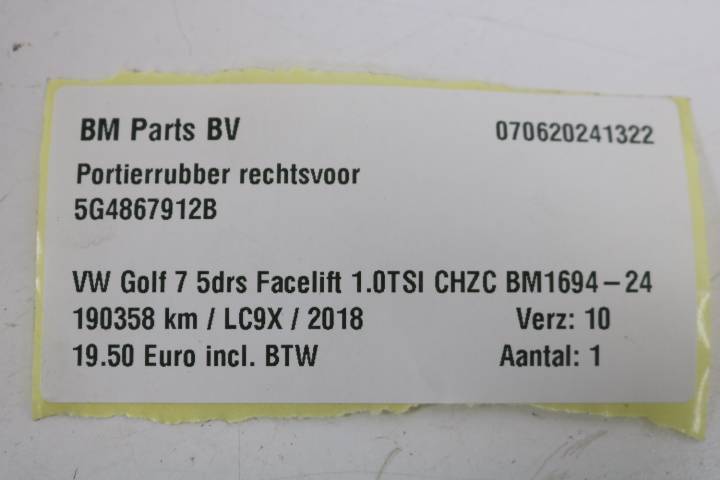 BM Parts BV 070620241322
Portierrubber rechtsvoor
5G4867912B
VW Golf 7 5drs Facelift 1.0TSI CHZC BM1694-24
190358 km / LC9X / 2018 Verz: 10
19.50 Euro incl. BTW Aantal: 1